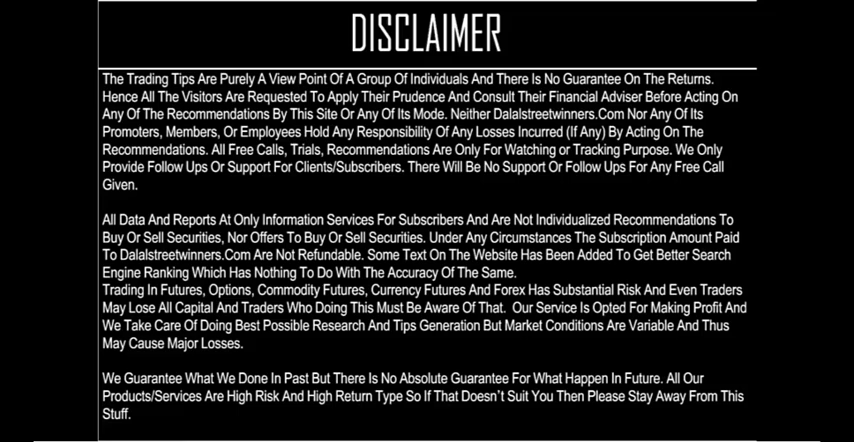 DISCLAIMER
The Trading Tips Are Purely A View Point Of A Group Of Individuals And There Is No Guarantee On The Returns.
Hence All The Visitors Are Requested To Apply Their Prudence And Consult Their Financial Adviser Before Acting On
Any Of The Recommendations By This Site Or Any Of Its Mode. Neither Dalalstreetwinners.Com Nor Any Of Its
Promoters, Members, Or Employees Hold Any Responsibility Of Any Losses Incurred (If Any) By Acting On The
Recommendations. All Free Calls, Trials, Recommendations Are Only For Watching or Tracking Purpose. We Only
Provide Follow Ups Or Support For Clients/Subscribers. There Will Be No Support Or Follow Ups For Any Free Call
Given.
All Data And Reports At Only Information Services For Subscribers And Are Not Individualized Recommendations To
Buy Or Sell Securities, Nor Offers To Buy Or Sell Securities. Under Any Circumstances The Subscription Amount Paid
To Dalalstreetwinners.Com Are Not Refundable. Some Text On The Website Has Been Added To Get Better Search
Engine Ranking Which Has Nothing To Do With The Accuracy Of The Same.
Trading In Futures, Options, Commodity Futures, Currency Futures And Forex Has Substantial Risk And Even Traders
May Lose All Capital And Traders Who Doing This Must Be Aware Of That. Our Service Is Opted For Making Profit And
We Take Care Of Doing Best Possible Research And Tips Generation But Market Conditions Are Variable And Thus
May Cause Major Losses.
We Guarantee What We Done In Past But There Is No Absolute Guarantee For What Happen In Future. All Our
Products/Services Are High Risk And High Return Type So If That Doesn't Suit You Then Please Stay Away From This
Stuff.